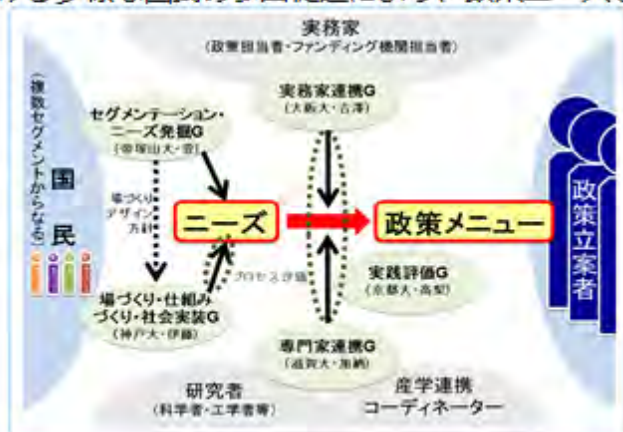 実務家
(政策担当者・ファンディング機関担当者)
実務家連携G
(大阪大・吉澤)
セグメンテーション・
ニーズ発掘G
(帝塚山大・菅)
(複数セグメントからなる)
国民
場づくり
デザイン
方針
ニーズ
政策メニュー
政策立案者
プロセス評価
実践評価G
(京都大・高梨)
場づくり・仕組み
づくり・社会実装G
(神戸大・伊藤)
専門家連携G
(滋賀大・加納)
研究者
(科学者・工学者等)
産学連携
コーディネーター